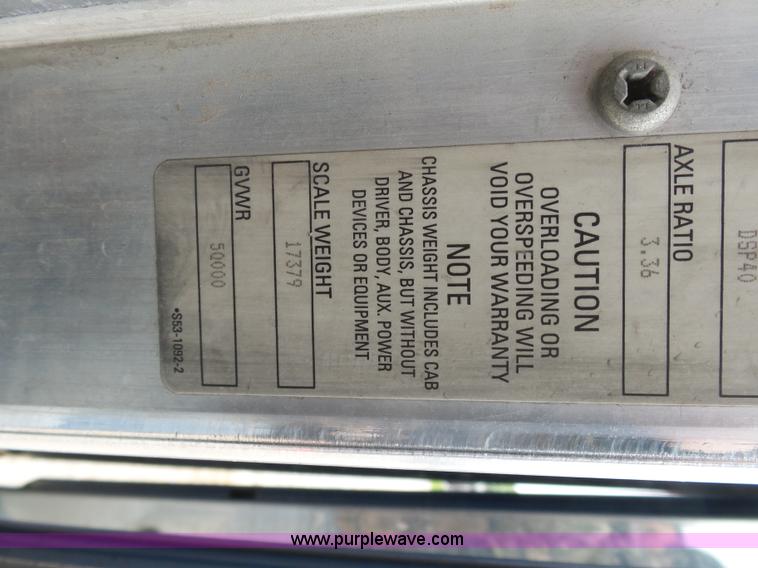 DSP40
AXLE RATIO
3.36
CAUTION
OVERLOADING OR
OVERSPEEDING WILL
VOID YOUR WARRANTY
NOTE
CHASSIS WEIGHT INCLUDES CAB
AND CHASSIS, BUT WITHOUT
DRIVER, BODY, AUX. POWER
DEVICES OR EQUIPMENT
SCALE WEIGHT
17379
GVWR
50000
•S53-1092-2
www.purplewave.com